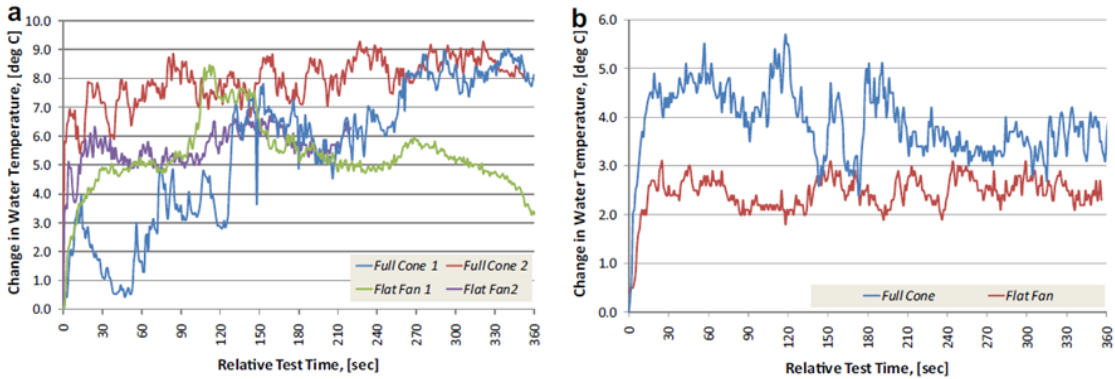 a
Change in Water Temperature, [deg C]
10.0
9.0
8.0
7.0
6.0
5.0
4.0
3.0
2.0
1.0
0.0
0 30 60 90 120 150 180 210 240 270 300 330 360
Relative Test Time, [sec]
Full Cone 1 Full Cone 2
Flat Fan 1 Flat Fan2
b
Change in Water Temperature, [deg C]
6.0
5.0
4.0
3.0
2.0
1.0
0.0
0 30 60 90 120 150 180 210 240 270 300 330 360
Relative Test Time, [sec]
Full Cone Flat Fan